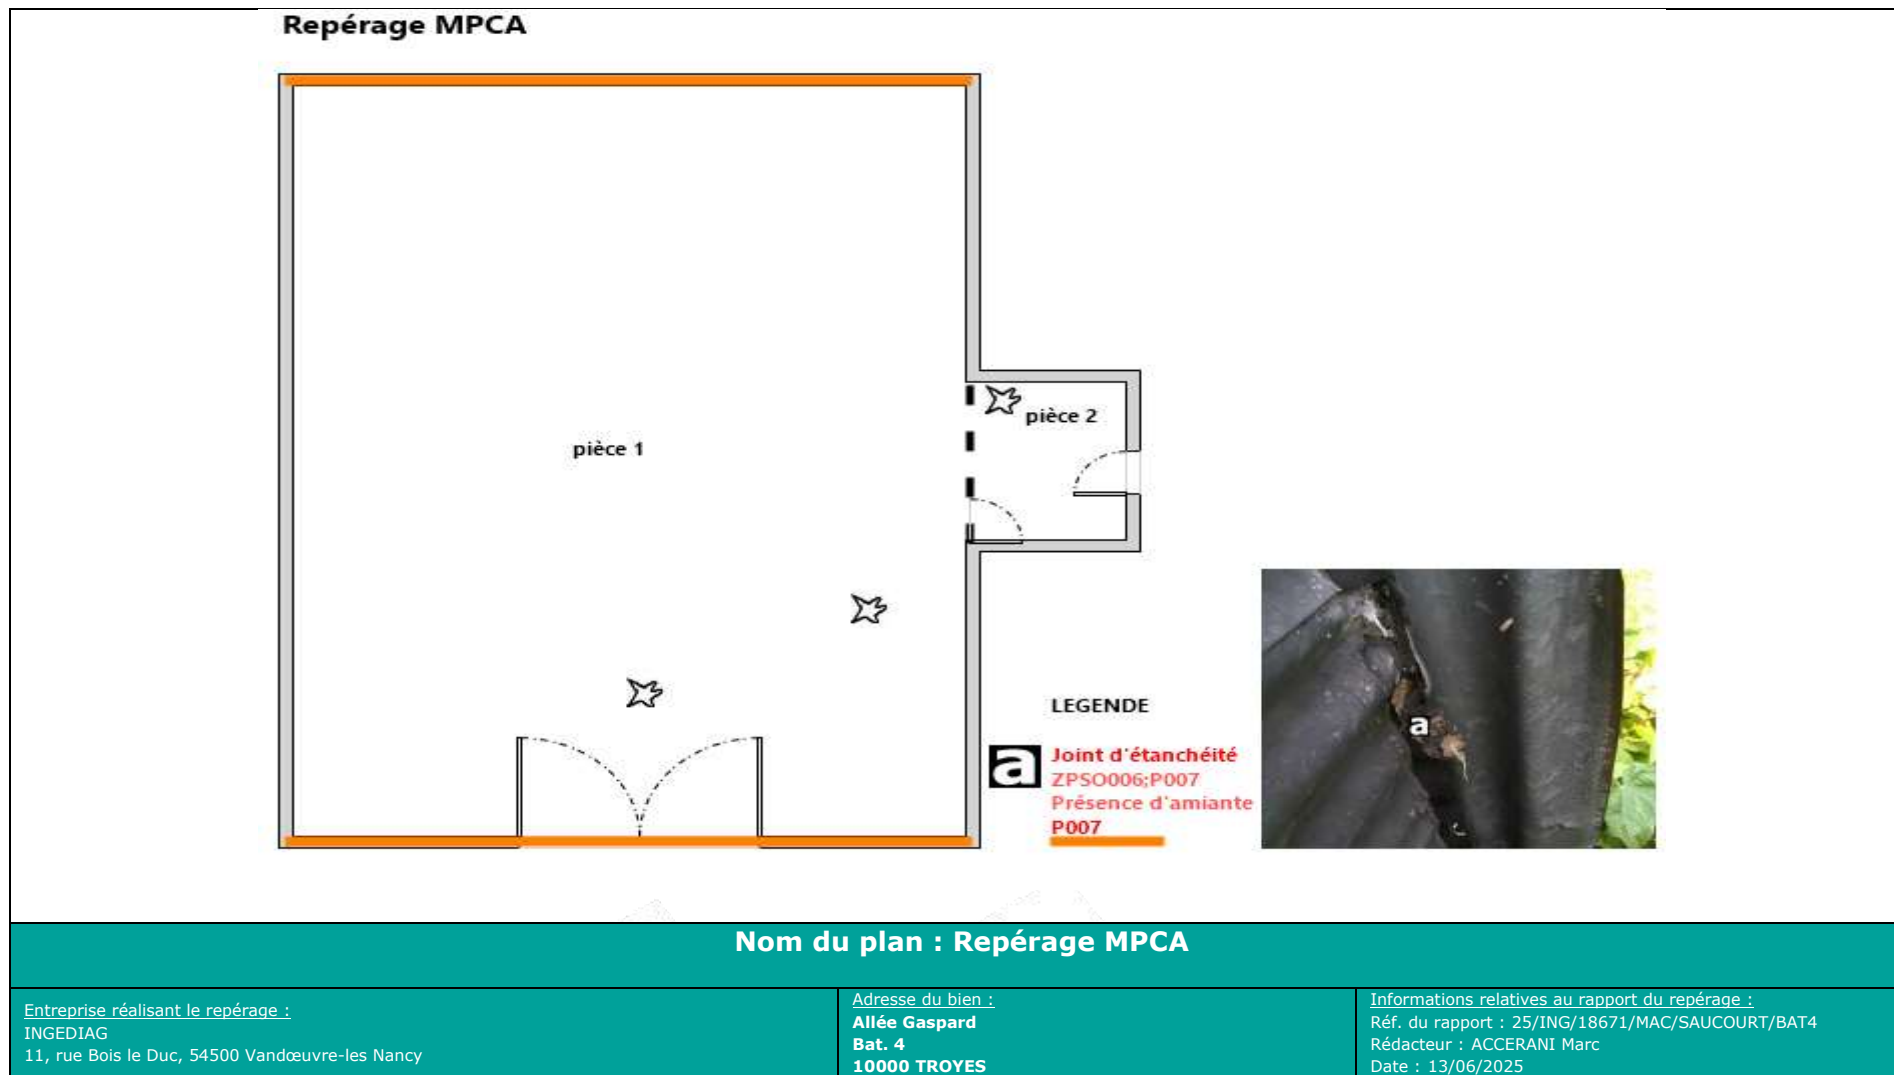 Repérage MPCA
pièce 1
pièce 2
LEGENDE
a
Joint d'étanchéité
ZPSO006;P007
Présence d'amiante
P007
a
Nom du plan : Repérage MPCA
Entreprise réalisant le repérage :
INGEDIAG
11, rue Bois le Duc, 54500 Vandœuvre-les Nancy
Adresse du bien :
Allée Gaspard
Bat. 4
10000 TROYES
Informations relatives au rapport du repérage :
Réf. du rapport : 25/ING/18671/MAC/SAUCOURT/BAT4
Rédacteur : ACCERANI Marc
Date : 13/06/2025